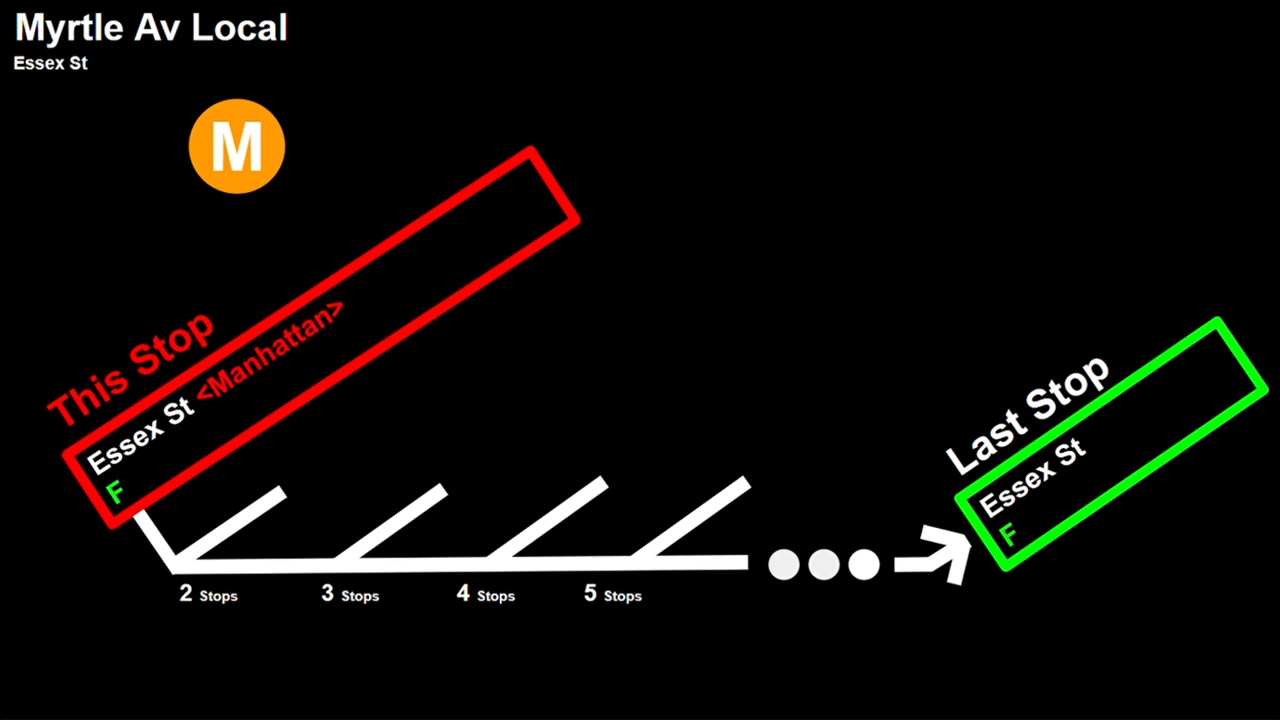 Myrtle Av Local
Essex St
M
This Stop
Essex St <Manhattan>
F
Last Stop
Essex St
F
2 Stops
3 Stops
4 Stops
5 Stops